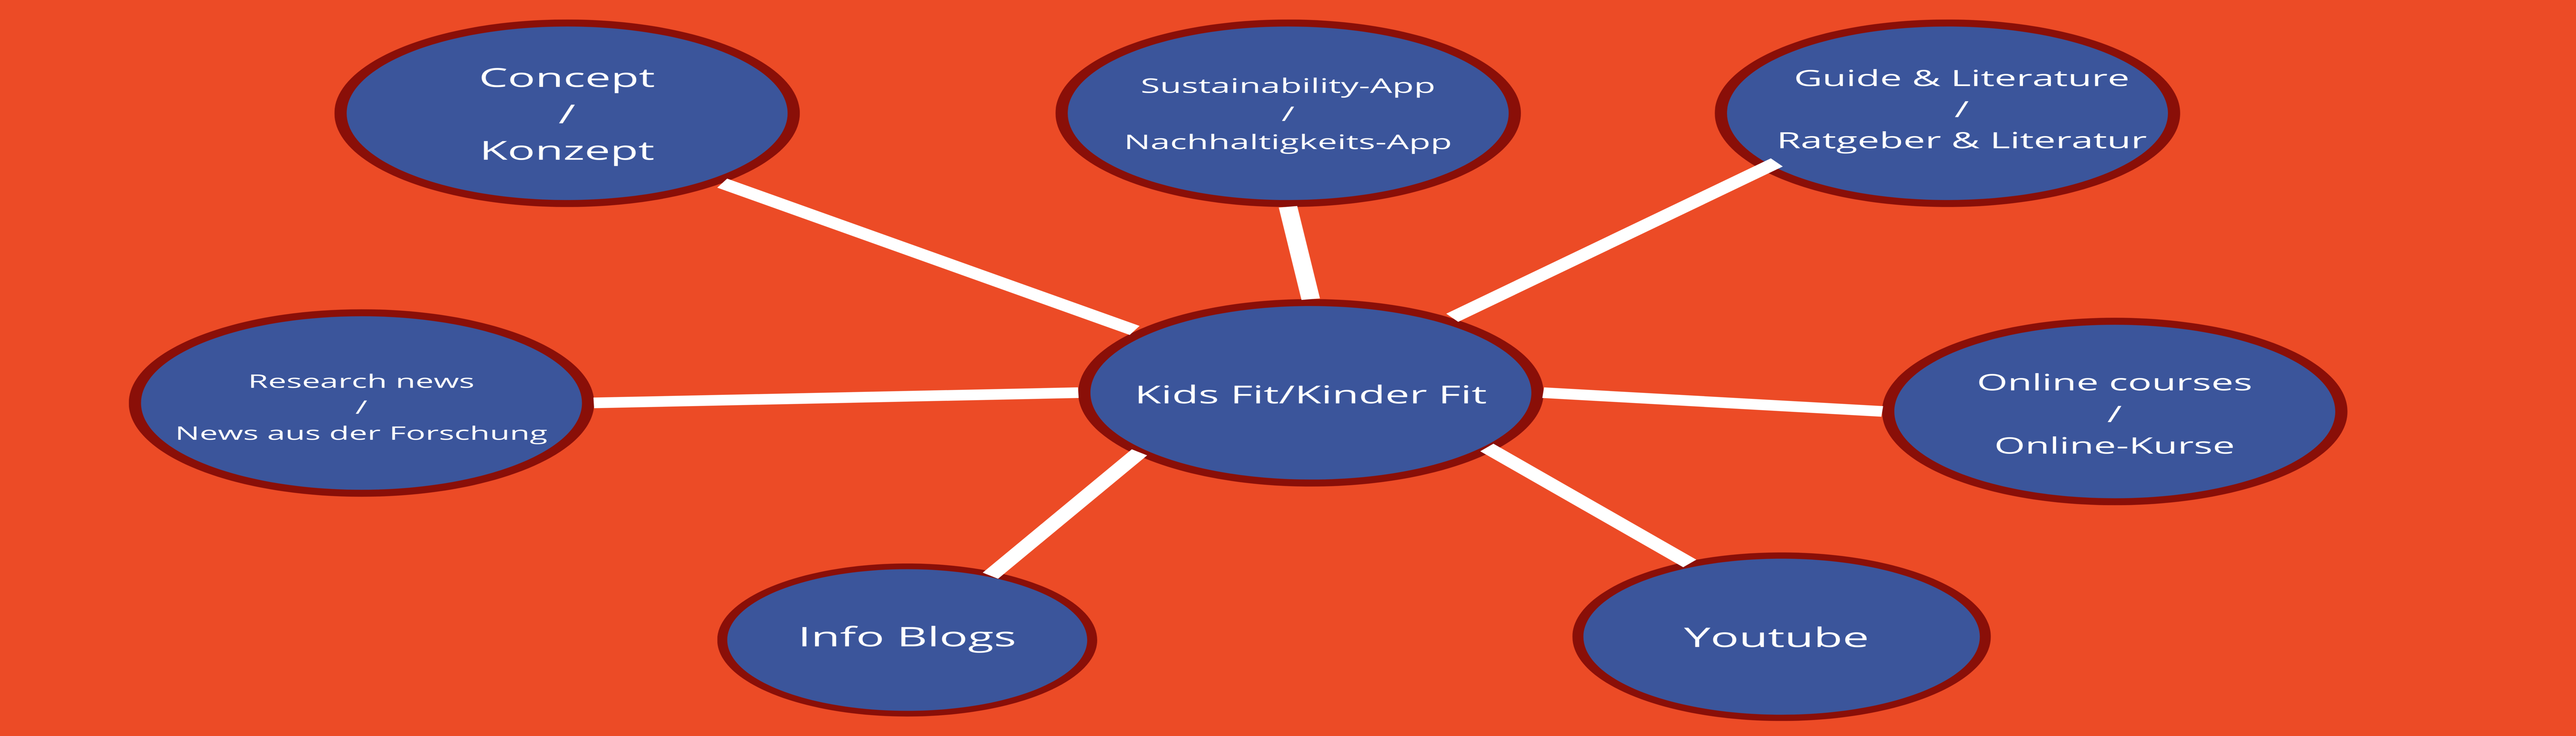 Concept
/
Konzept
Sustainability-App
/
Nachhaltigkeits-App
Guide & Literature
/
Ratgeber & Literatur
Research news
/
News aus der Forschung
Kids Fit/Kinder Fit
Online courses
/
Online-Kurse
Info Blogs
Youtube